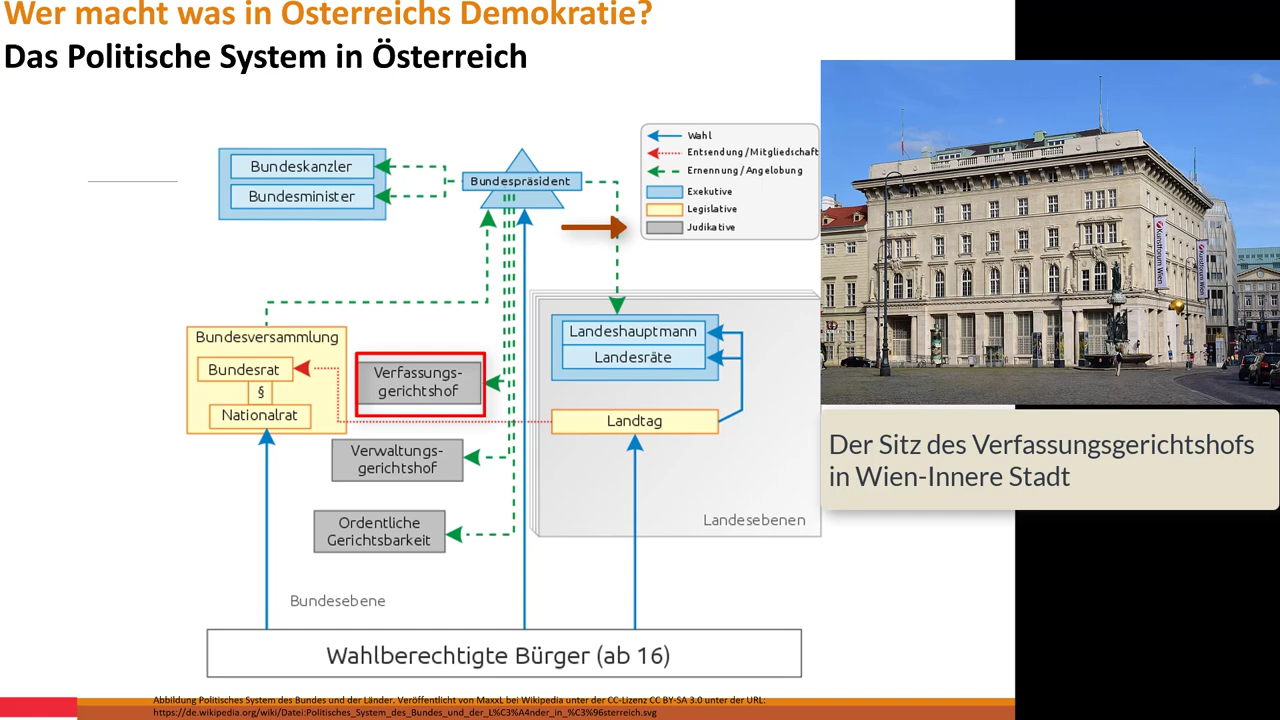 Wer macht was in Österreichs Demokratie?
Das Politische System in Österreich
Wahl
Entsendung/Mitgliedschaft
Ernennung/Angelobung
Exekutive
Legislative
Judikative
Bundeskanzler
Bundesminister
Bundespräsident
Landeshauptmann
Landesräte
Landtag
Landesebenen
Bundesversammlung
Bundesrat
§
Nationalrat
Verfassungs-
gerichtshof
Verwaltungs-
gerichtshof
Ordentliche
Gerichtsbarkeit
Bundesebene
Wahlberechtigte Bürger (ab 16)
Kunstforum Wien
Kunstforum Wien
Der Sitz des Verfassungsgerichtshofs
in Wien-Innere Stadt
Abbildung Politisches System des Bundes und der Länder. Veröffentlicht von MaxxL bei Wikipedia unter der CC-Lizenz CC BY-SA 3.0 unter der URL:
https://de.wikipedia.org/wiki/Datei:Politisches_System_des_Bundes_und_der_L%C3%A4nder_in_%C3%96sterreich.svg